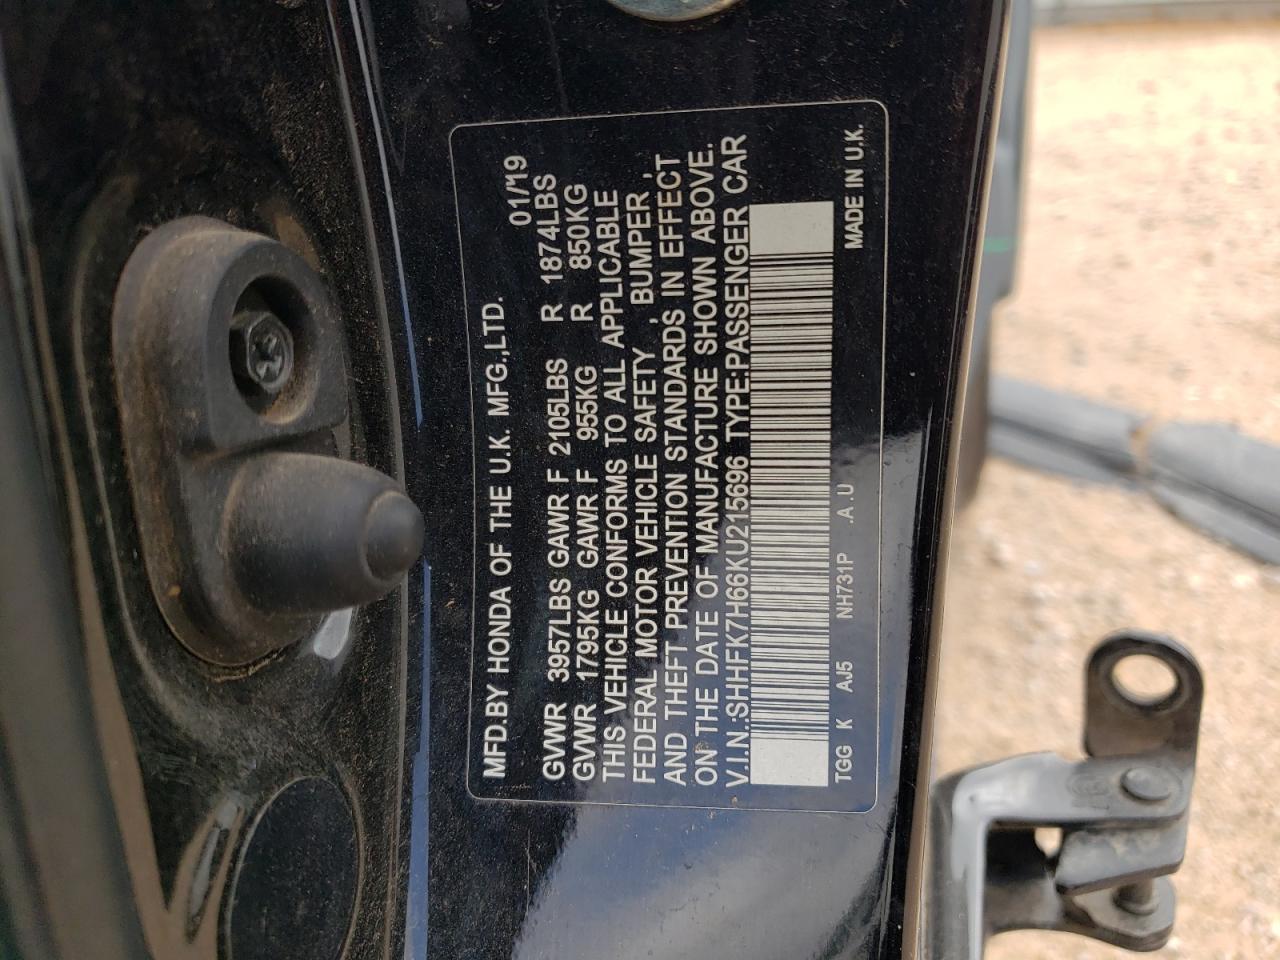 MFD.BY HONDA OF THE U.K. MFG.,LTD. 01/19
GVWR 3957LBS GAWR F 2105LBS R 1874LBS
GVWR 1795KG GAWR F 955KG R 850KG
THIS VEHICLE CONFORMS TO ALL APPLICABLE
FEDERAL MOTOR VEHICLE SAFETY , BUMPER ,
AND THEFT PREVENTION STANDARDS IN EFFECT
ON THE DATE OF MANUFACTURE SHOWN ABOVE.
V.I.N.:SHHFK7H66KU215696 TYPE:PASSENGER CAR
TGG K AJ5 NH731P .A .U MADE IN U.K.